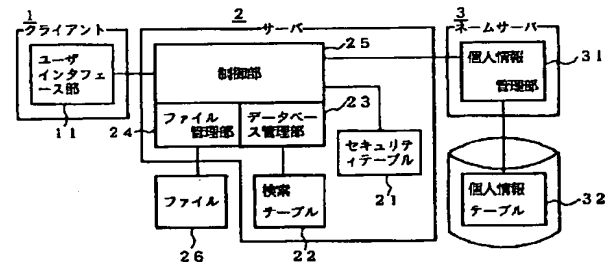 1
クライアント
ユーザ
インタフェ
ース部
11
2
サーバ
25
制御部
23
24
ファイル
管理部
データベー
ス管理部
セキュリ
ティテーブル
21
ファイル
26
検索
テーブル
22
3
ネームサーバ
31
個人情報
管理部
個人情報
テーブル
32